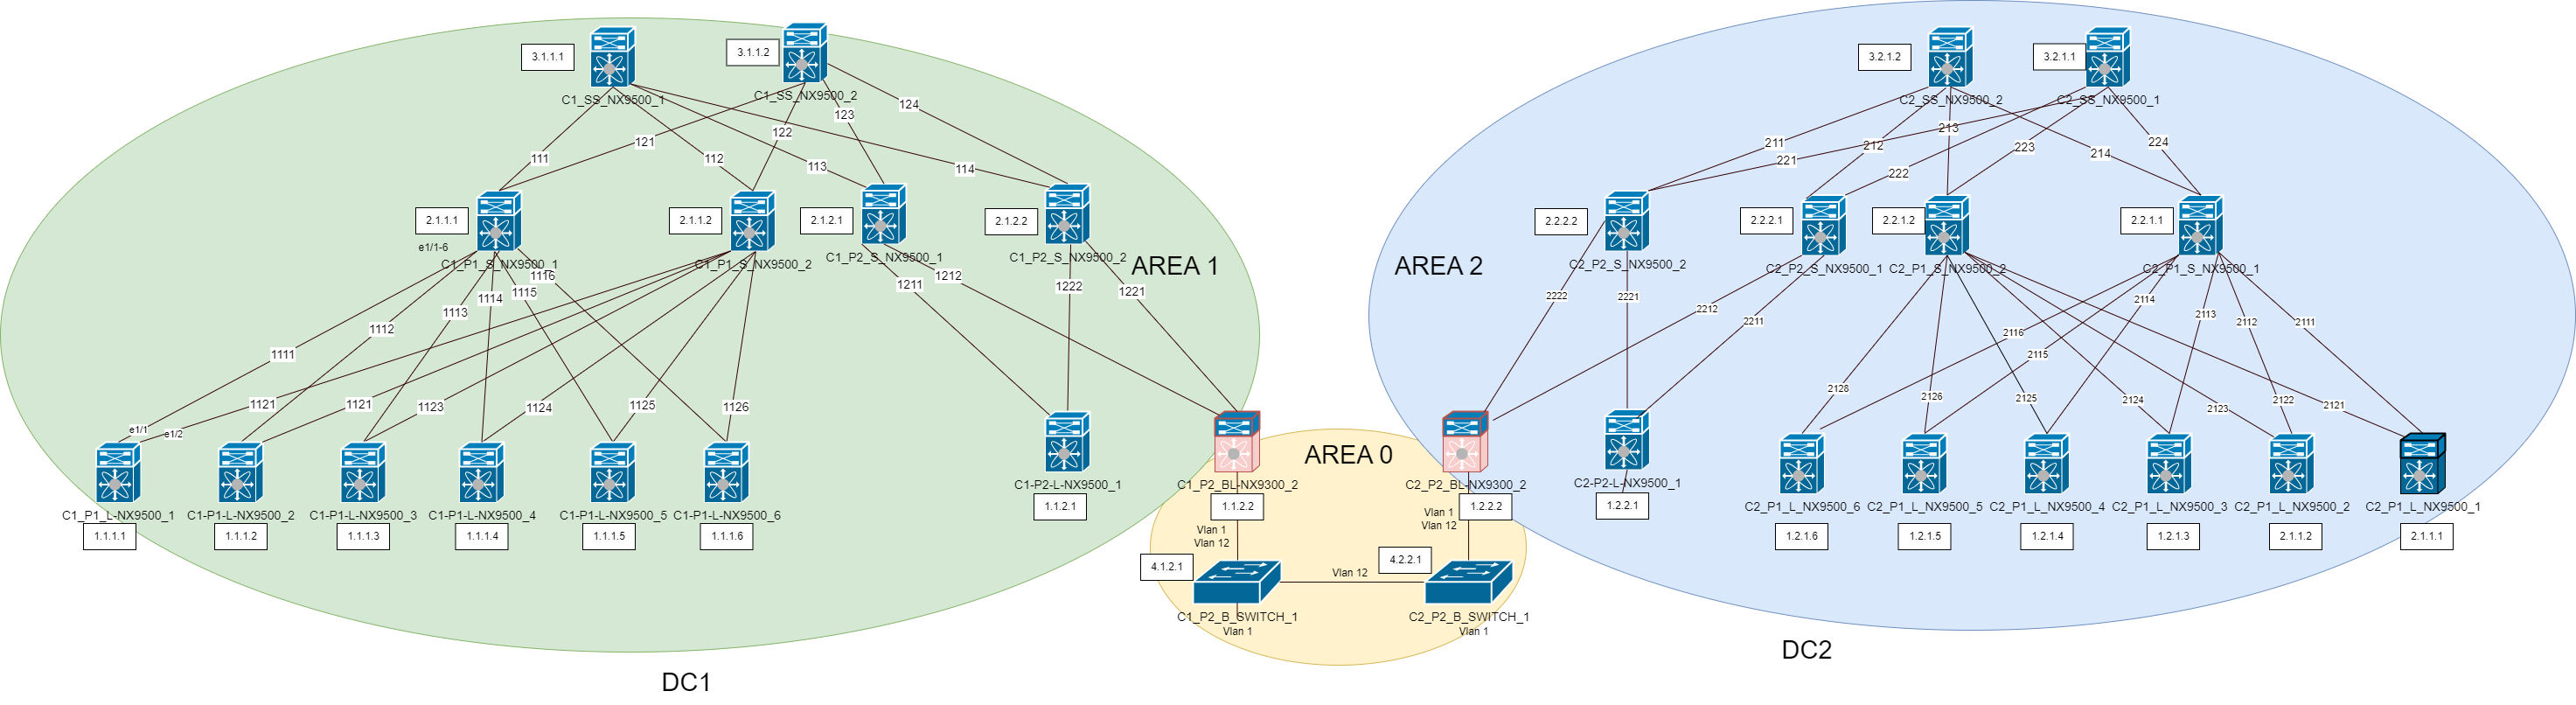 3.1.1.1
3.1.1.2
C1_SS_NX9500_1
C1_SS_NX9500_2
3.2.1.2
3.2.1.1
C2_SS_NX9500_2
C2_SS_NX9500_1
111
121
112
122
113
123
114
124
211
221
212
222
213
223
214
224
2.1.1.1
2.1.1.2
2.1.2.1
2.1.2.2
e1/1-6
C1_P1_S_NX9500_1
C1_P1_S_NX9500_2
C1_P2_S_NX9500_1
C1_P2_S_NX9500_2
AREA 1
AREA 2
2.2.2.2
2.2.2.1
2.2.1.2
2.2.1.1
C2_P2_S_NX9500_2
C2_P2_S_NX9500_1
C2_P1_S_NX9500_2
C2_P1_S_NX9500_1
1111
1112
1113
1114
1115
1116
1121
1121
1123
1124
1125
1126
1211
1212
1222
1221
2222
2221
2212
2211
2116
2115
2114
2113
2112
2111
2128
2126
2125
2124
2123
2122
2121
e1/1
e1/2
C1_P1_L-NX9500_1
C1-P1-L-NX9500_2
C1-P1-L-NX9500_3
C1-P1-L-NX9500_4
C1-P1-L-NX9500_5
C1-P1-L-NX9500_6
1.1.1.1
1.1.1.2
1.1.1.3
1.1.1.4
1.1.1.5
1.1.1.6
C1-P2-L-NX9500_1
1.1.2.1
C1_P2_BL-NX9300_2
1.1.2.2
Vlan 1
Vlan 12
AREA 0
C2_P2_BL-NX9300_2
1.2.2.2
Vlan 1
Vlan 12
C2-P2-L-NX9500_1
1.2.2.1
C2_P1_L_NX9500_6
C2_P1_L_NX9500_5
C2_P1_L_NX9500_4
C2_P1_L_NX9500_3
C2_P1_L_NX9500_2
C2_P1_L_NX9500_1
1.2.1.6
1.2.1.5
1.2.1.4
1.2.1.3
2.1.1.2
2.1.1.1
4.1.2.1
4.2.2.1
Vlan 12
C1_P2_B_SWITCH_1
Vlan 1
C2_P2_B_SWITCH_1
Vlan 1
DC1
DC2